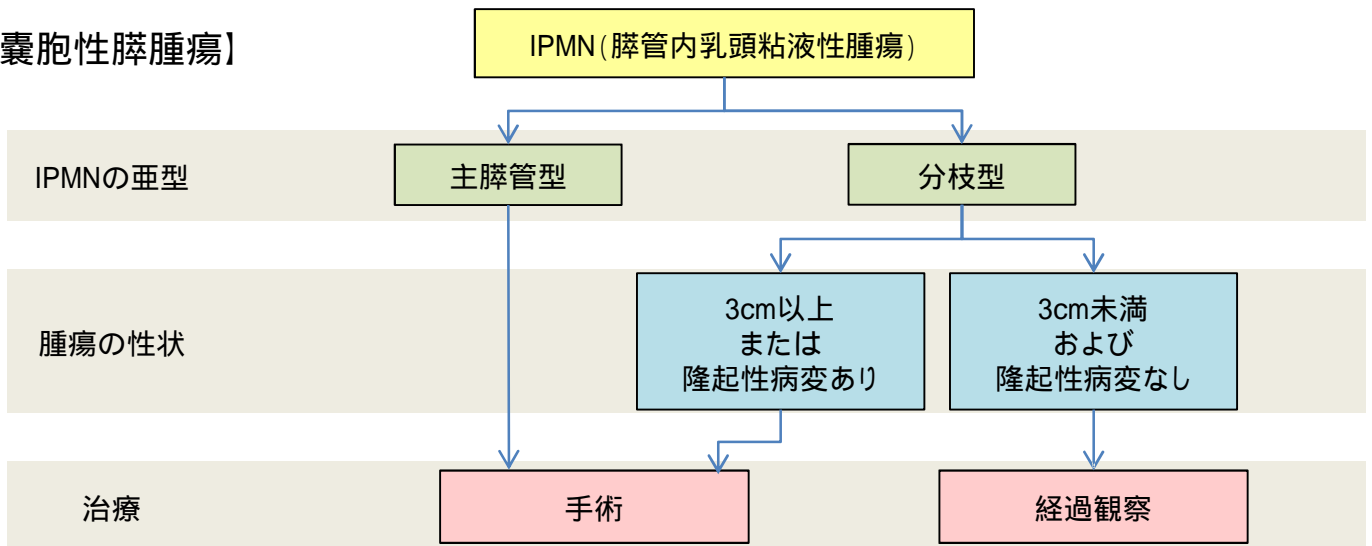 嚢胞性膵腫瘍】
IPMN(膵管内乳頭粘液性腫瘍)
IPMNの亜型
主膵管型
分枝型
腫瘍の性状
3cm以上
または
隆起性病変あり
3cm未満
および
隆起性病変なし
治療
手術
経過観察